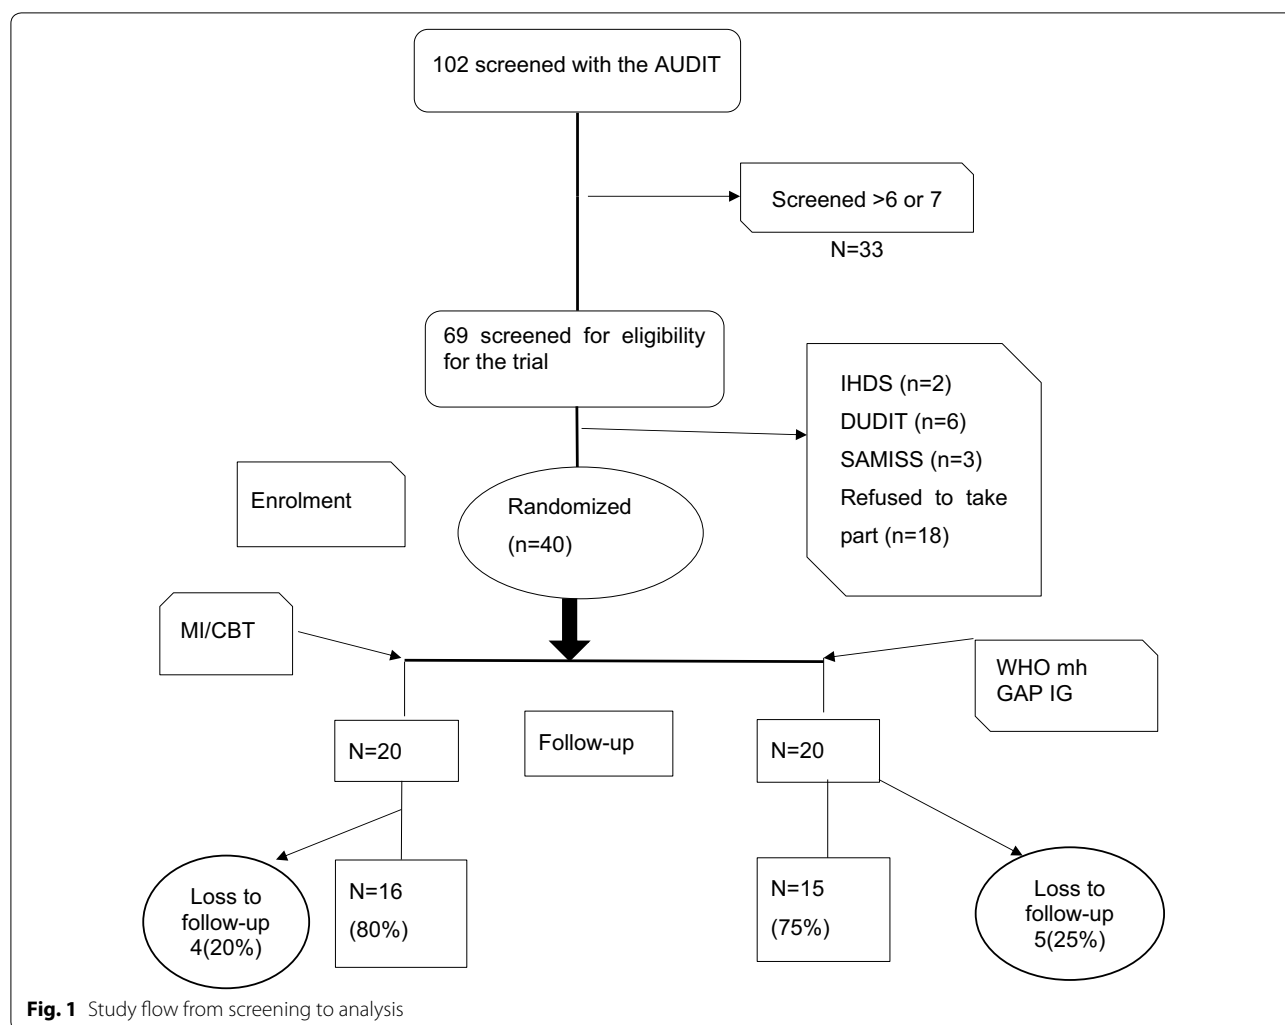 102 screened with the AUDIT
Screened >6 or 7
N=33
69 screened for eligibility
for the trial
IHDS (n=2)
DUDIT (n=6)
SAMISS (n=3)
Refused to take
part (n=18)
Enrolment
Randomized
(n=40)
MI/CBT
WHO mh
GAP IG
N=20
Follow-up
N=20
Loss to
follow-up
4(20%)
N=16
(80%)
N=15
(75%)
Loss to
follow-up
5(25%)
Fig. 1 Study flow from screening to analysis